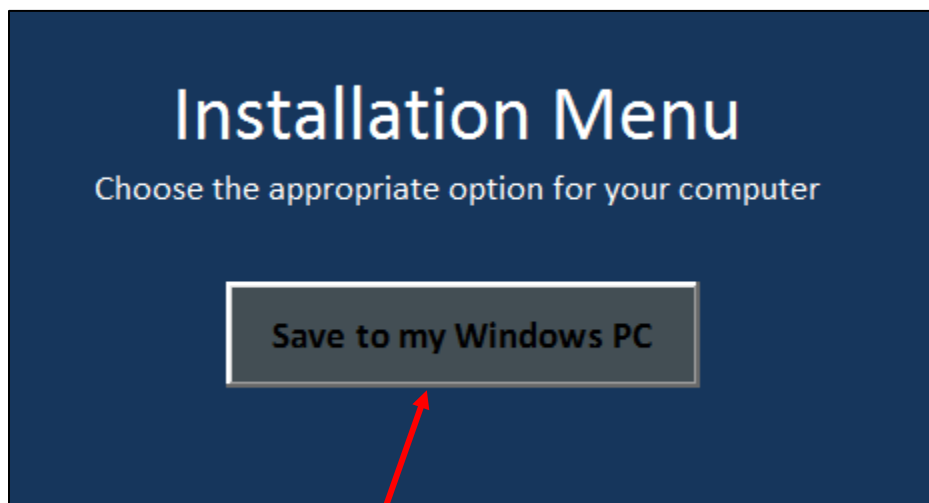 Installation Menu
Choose the appropriate option for your computer
Save to my Windows PC